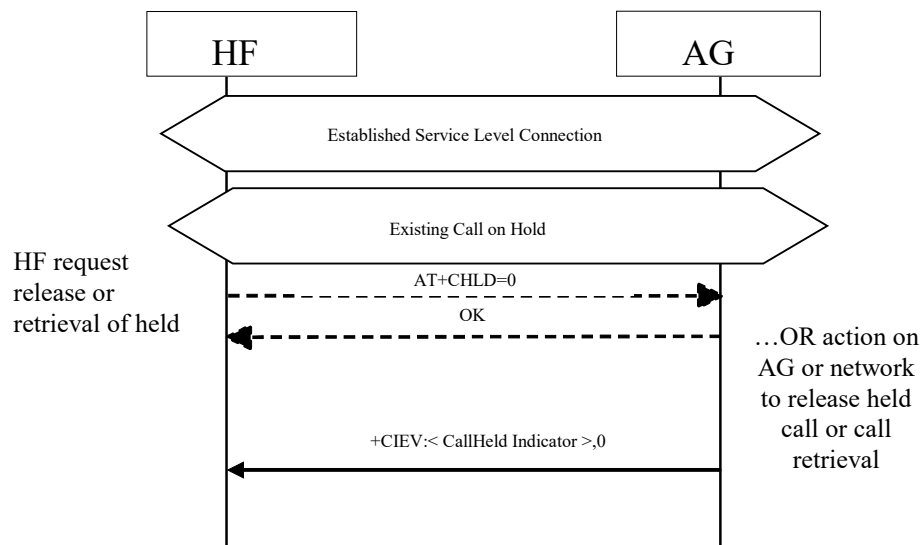 HF
AG
Established Service Level Connection
Existing Call on Hold
HF request
release or
retrieval of held
AT+CHLD=0
OK
…OR action on
AG or network
to release held
call or call
retrieval
+CIEV:< CallHeld Indicator >,0